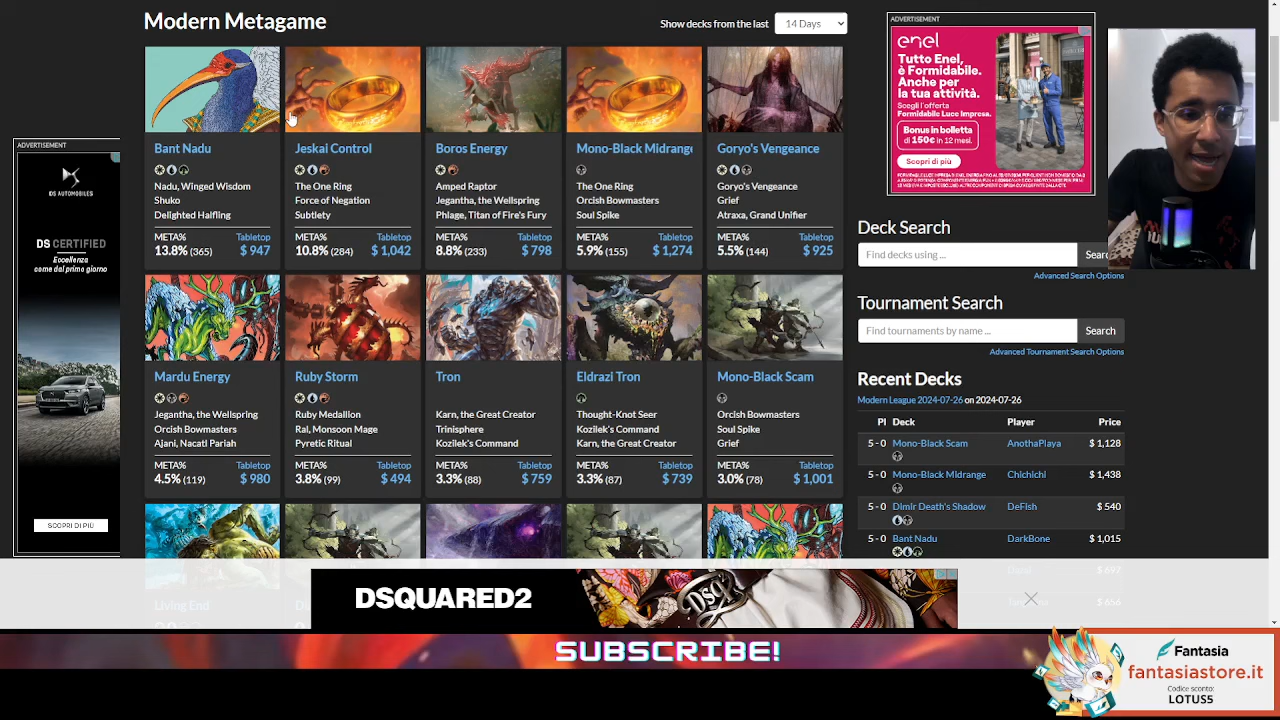 Modern Metagame
Show decks from the last
14 Days
Bant Nadu
Nadu, Winged Wisdom
Shuko
Delighted Halfling
META%
Tabletop
13.8% (365)
$ 947
Jeskai Control
The One Ring
Force of Negation
Subtlety
META%
Tabletop
10.8% (284)
$ 1,042
Boros Energy
Amped Raptor
Jegantha, the Wellspring
Phlage, Titan of Fire's Fury
META%
Tabletop
8.8% (233)
$ 798
Mono-Black Midrange
The One Ring
Orcish Bowmasters
Soul Spike
META%
Tabletop
5.9% (155)
$ 1,274
Goryo's Vengeance
Goryo's Vengeance
Grief
Atraxa, Grand Unifier
META%
Tabletop
5.5% (144)
$ 925
Mardu Energy
Jegantha, the Wellspring
Orcish Bowmasters
Ajani, Nacatl Pariah
META%
Tabletop
4.5% (119)
$ 980
Ruby Storm
Ruby Medallion
Ral, Monsoon Mage
Pyretic Ritual
META%
Tabletop
3.8% (99)
$ 494
Tron
Karn, the Great Creator
Trinisphere
Kozilek's Command
META%
Tabletop
3.3% (88)
$ 759
Eldrazi Tron
Thought-Knot Seer
Kozilek's Command
Karn, the Great Creator
META%
Tabletop
3.3% (87)
$ 739
Mono-Black Scam
Orcish Bowmasters
Soul Spike
Grief
META%
Tabletop
3.0% (78)
$ 1,001
Living End
ADVERTISEMENT
DS AUTOMOBILES
DS CERTIFIED
Eccellenza
come dal primo giorno
SCOPRI DI PIÙ
ADVERTISEMENT
enel
Tutto Enel,
è Formidabile.
Anche per
la tua attività.
Scegli l'offerta
Formidabile Luce Impresa.
Bonus in bolletta
di 150€ in 12 mesi.
Scopri di più
Deck Search
Find decks using ...
Searc
Advanced Search Options
Tournament Search
Find tournaments by name ...
Search
Advanced Tournament Search Options
Recent Decks
Modern League 2024-07-26 on 2024-07-26
Pl Deck Player Price
5 - 0 Mono-Black Scam AnothaPlaya $ 1,128
5 - 0 Mono-Black Midrange Chichichi $ 1,438
5 - 0 Dimir Death's Shadow DeFish $ 540
5 - 0 Bant Nadu DarkBone $ 1,015
$ 697
$ 656
DSQUARED2
SUBSCRIBE!
Fantasia
fantasiastore.it
Codice sconto:
LOTUS5